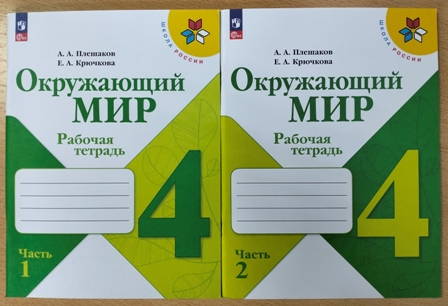 А. А. Плешаков
Е. А. Крючкова
ШКОЛА РОССИИ
Окружающий
МИР
Рабочая
тетрадь
4
Часть
1
А. А. Плешаков
Е. А. Крючкова
ШКОЛА РОССИИ
Окружающий
МИР
Рабочая
тетрадь
4
Часть
2